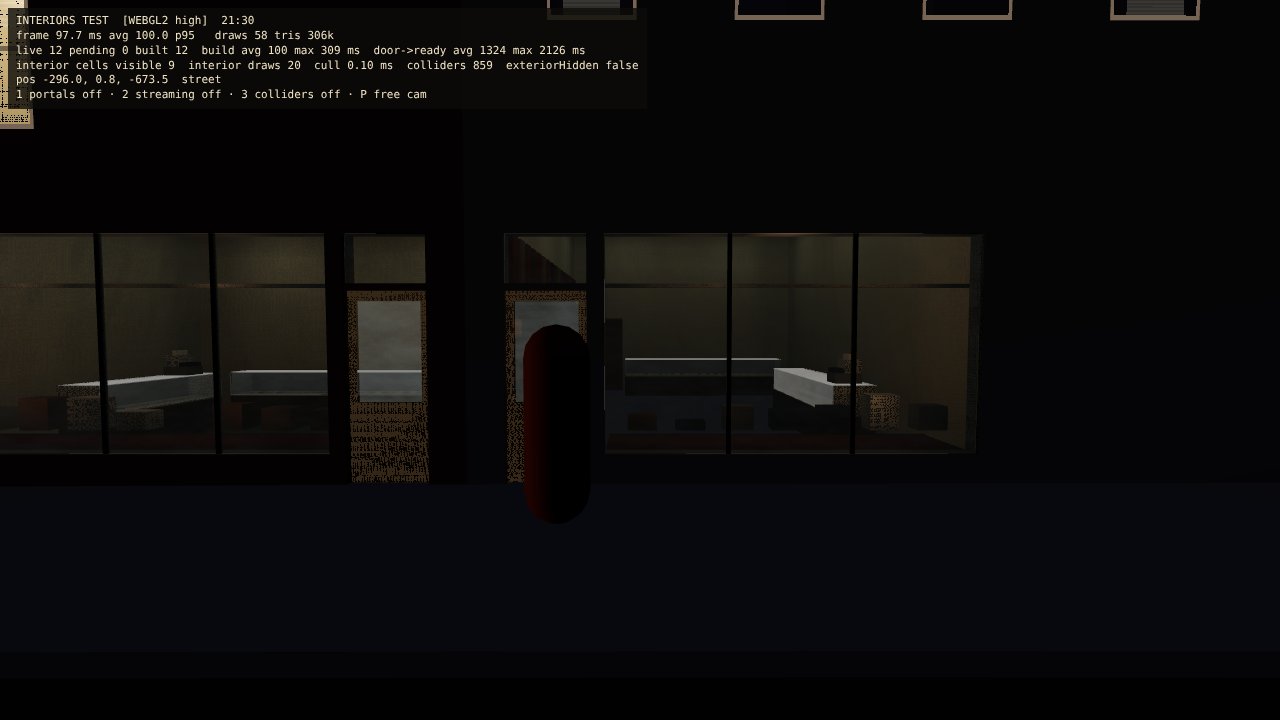 INTERIORS TEST  [WEBGL2 high]  21:30
frame 97.7 ms avg 100.0 p95   draws 58 tris 306k
live 12 pending 0 built 12  build avg 100 max 309 ms  door->ready avg 1324 max 2126 ms
interior cells visible 9  interior draws 20  cull 0.10 ms  colliders 859  exteriorHidden false
pos -296.0, 0.8, -673.5  street
1 portals off · 2 streaming off · 3 colliders off · P free cam